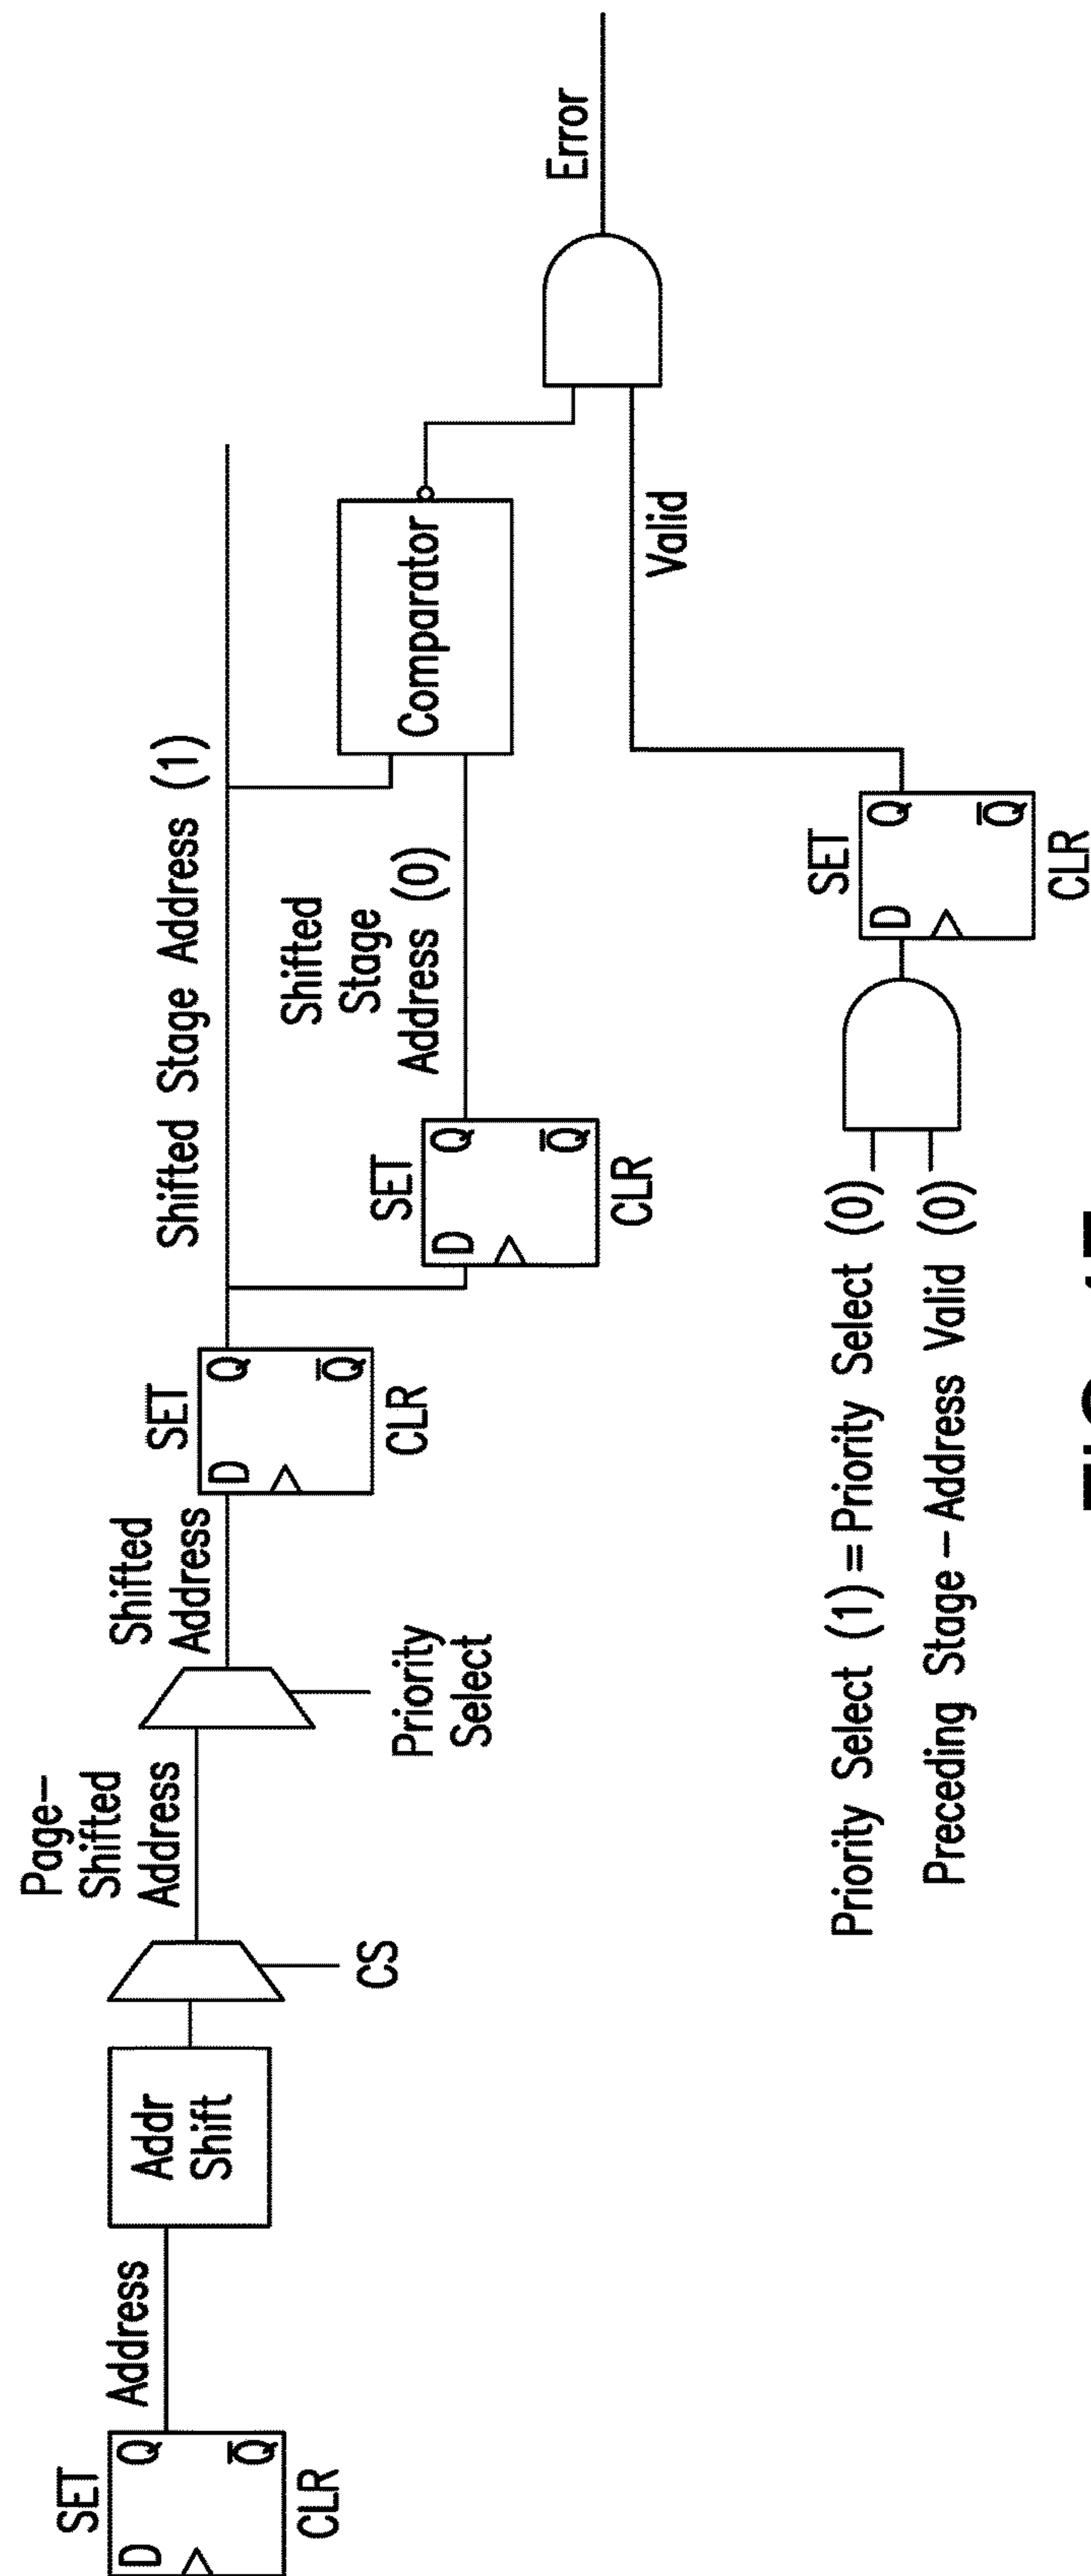 SET
D
Q
Q̅
CLR
Address
Addr
Shift
CS
Page–
Shifted
Address
Priority
Select
Shifted
Address
SET
D
Q
Q̅
CLR
Shifted Stage Address (1)
SET
D
Q
Q̅
CLR
Shifted
Stage
Address (0)
Comparator
Error
Valid
Priority Select (1) = Priority Select (0)
Preceding Stage – Address Valid (0)
SET
D
Q
Q̅
CLR